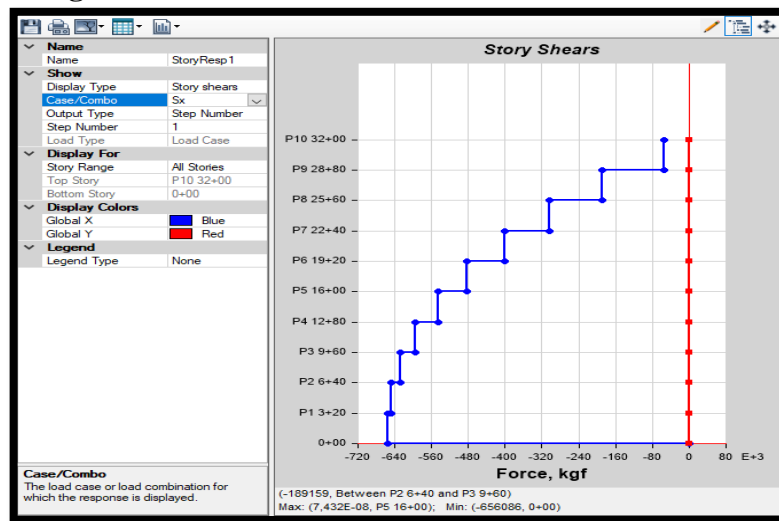 Name
Name StoryResp1
Show
Display Type Story shears
Case/Combo Sx
Output Type Step Number
Step Number 1
Load Type Load Case
Display For
Story Range All Stories
Top Story P10 32+00
Bottom Story 0+00
Display Colors
Global X Blue
Global Y Red
Legend
Legend Type None
Case/Combo
The load case or load combination for
which the response is displayed.
Story Shears
P10 32+00
P9 28+80
P8 25+60
P7 22+40
P6 19+20
P5 16+00
P4 12+80
P3 9+60
P2 6+40
P1 3+20
0+00
-720 -640 -560 -480 -400 -320 -240 -160 -80 0 80 E+3
Force, kgf
(-189159, Between P2 6+40 and P3 9+60)
Max: (7,432E-08, P5 16+00); Min: (-656086, 0+00)